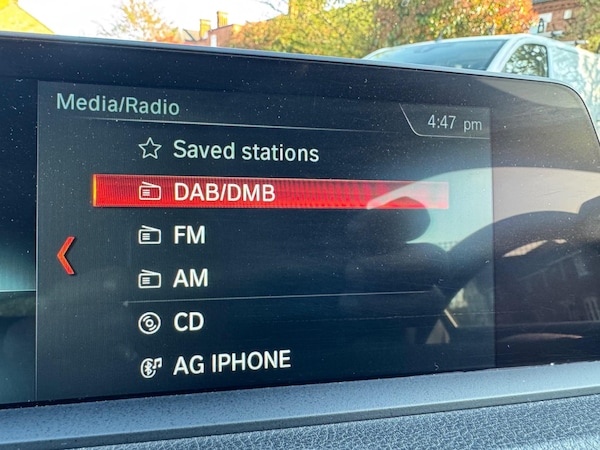 Media/Radio
4:47 pm
Saved stations
DAB/DMB
FM
AM
CD
AG IPHONE